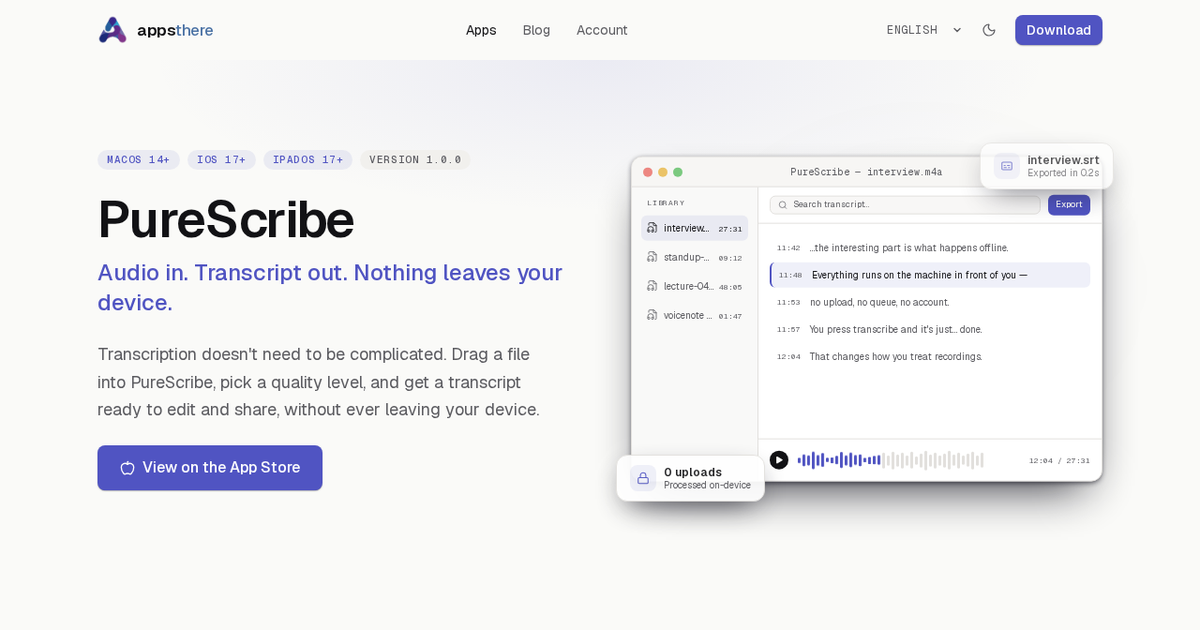 appsthere
Apps
Blog
Account
ENGLISH
Download
MACOS 14+
IOS 17+
IPADOS 17+
VERSION 1.0.0
PureScribe
Audio in. Transcript out. Nothing leaves your
device.
Transcription doesn't need to be complicated. Drag a file
into PureScribe, pick a quality level, and get a transcript
ready to edit and share, without ever leaving your device.
View on the App Store
PureScribe — interview.m4a
interview.srt
Exported in 0.2s
LIBRARY
interview… 27:31
standup-… 09:12
lecture-04… 48:05
voicenote … 01:47
Search transcript…
Export
11:42 …the interesting part is what happens offline.
11:48 Everything runs on the machine in front of you —
11:53 no upload, no queue, no account.
11:57 You press transcribe and it's just… done.
12:04 That changes how you treat recordings.
12:04 / 27:31
0 uploads
Processed on-device